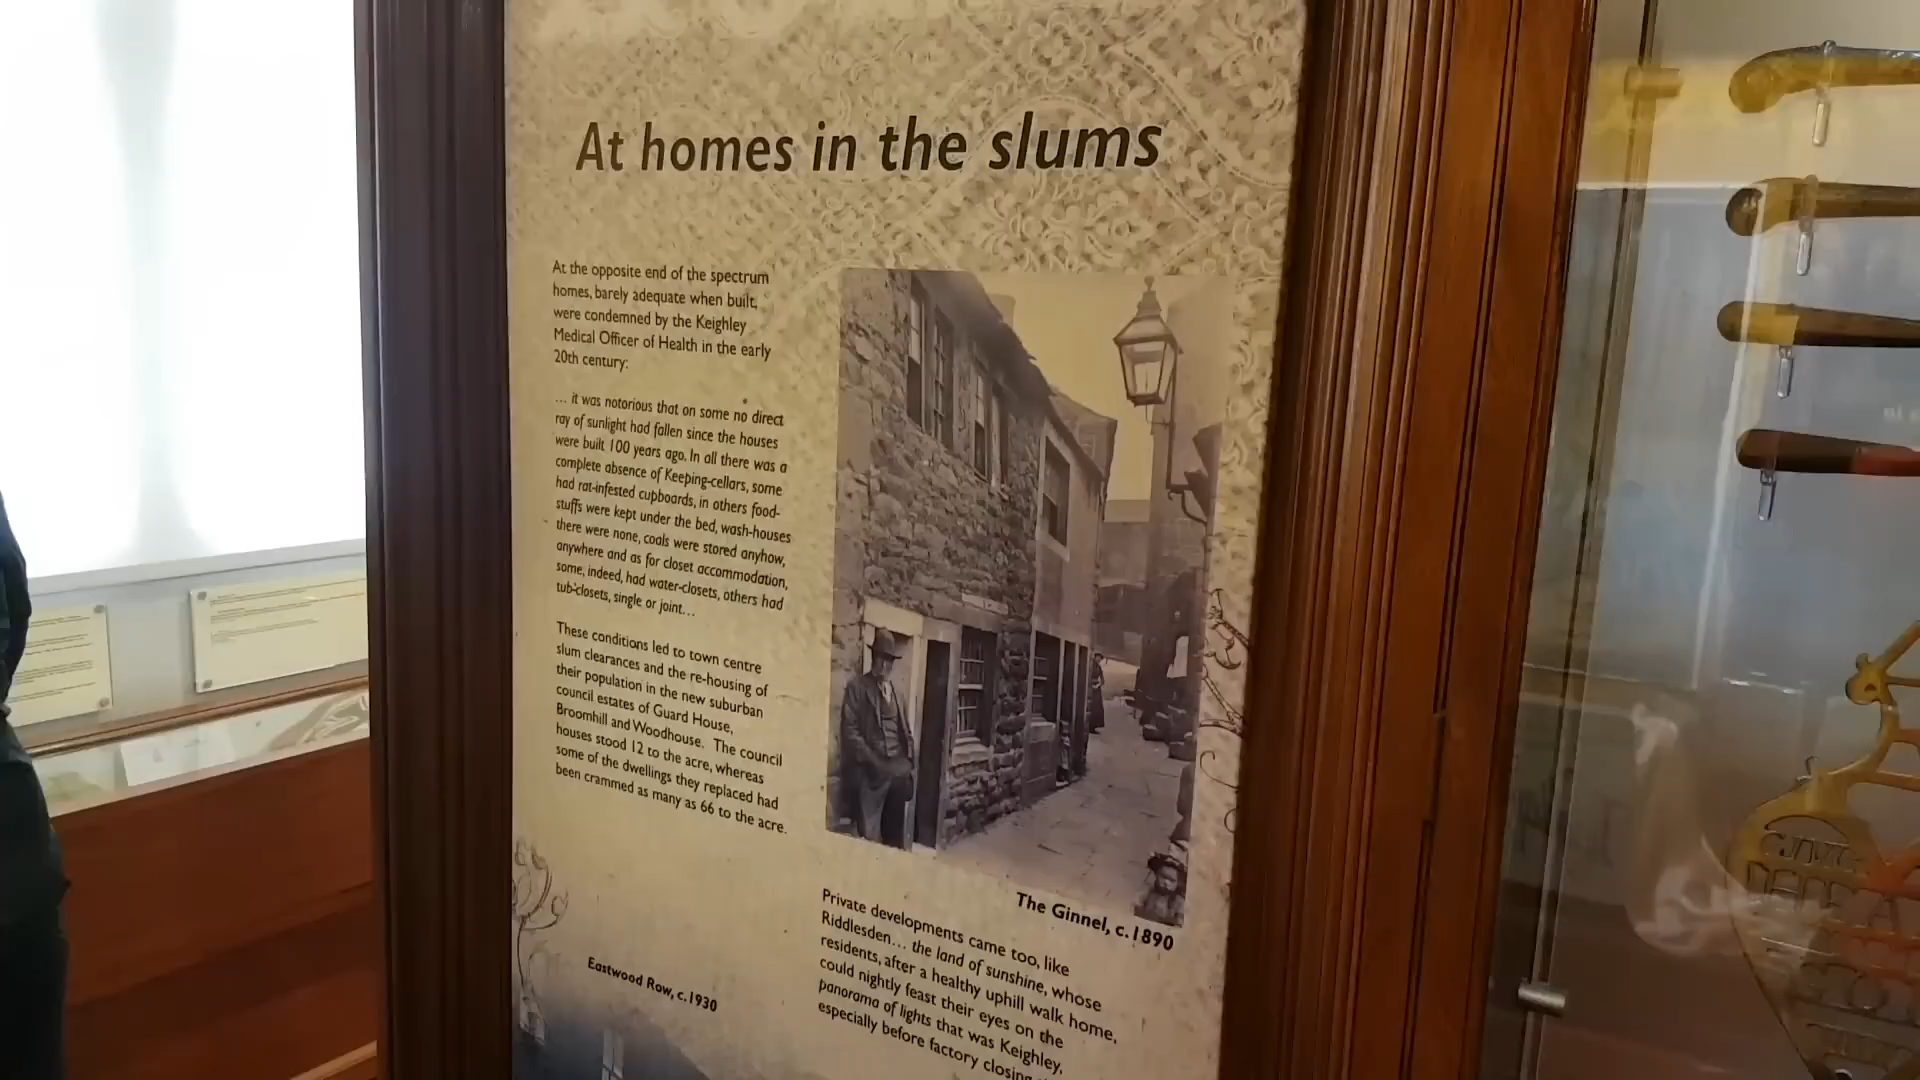 At homes in the slums
At the opposite end of the spectrum
homes, barely adequate when built,
were condemned by the Keighley
Medical Officer of Health in the early
20th century:
... it was notorious that on some no direct
ray of sunlight had fallen since the houses
were built 100 years ago. In all there was a
complete absence of Keeping-cellars, some
had rat-infested cupboards, in others food-
stuffs were kept under the bed, wash-houses
there were none, coals were stored anyhow,
anywhere and as for closet accommodation,
some, indeed, had water-closets, others had
tub-closets, single or joint...
These conditions led to town centre
slum clearances and the re-housing of
their population in the new suburban
council estates of Guard House,
Broomhill and Woodhouse. The council
houses stood 12 to the acre, whereas
some of the dwellings they replaced had
been crammed as many as 66 to the acre.
Eastwood Row, c.1930
The Ginnel, c.1890
Private developments came too, like
Riddlesden... the land of sunshine, whose
residents, after a healthy uphill walk home,
could nightly feast their eyes on the
panorama of lights that was Keighley,
especially before factory closing